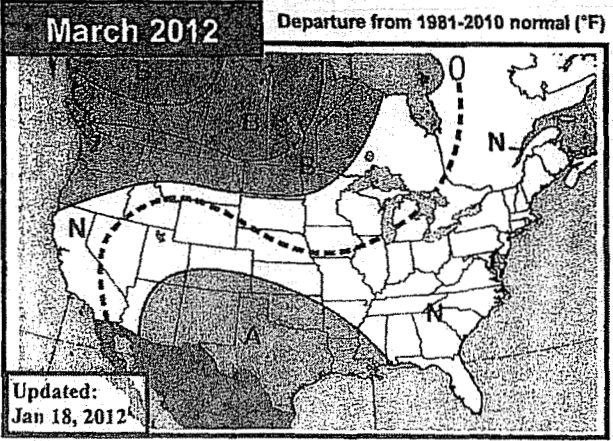 March 2012
Departure from 1981-2010 normal (°F)
B
0
B
B
N
N
N
A
Updated:
Jan 18, 2012